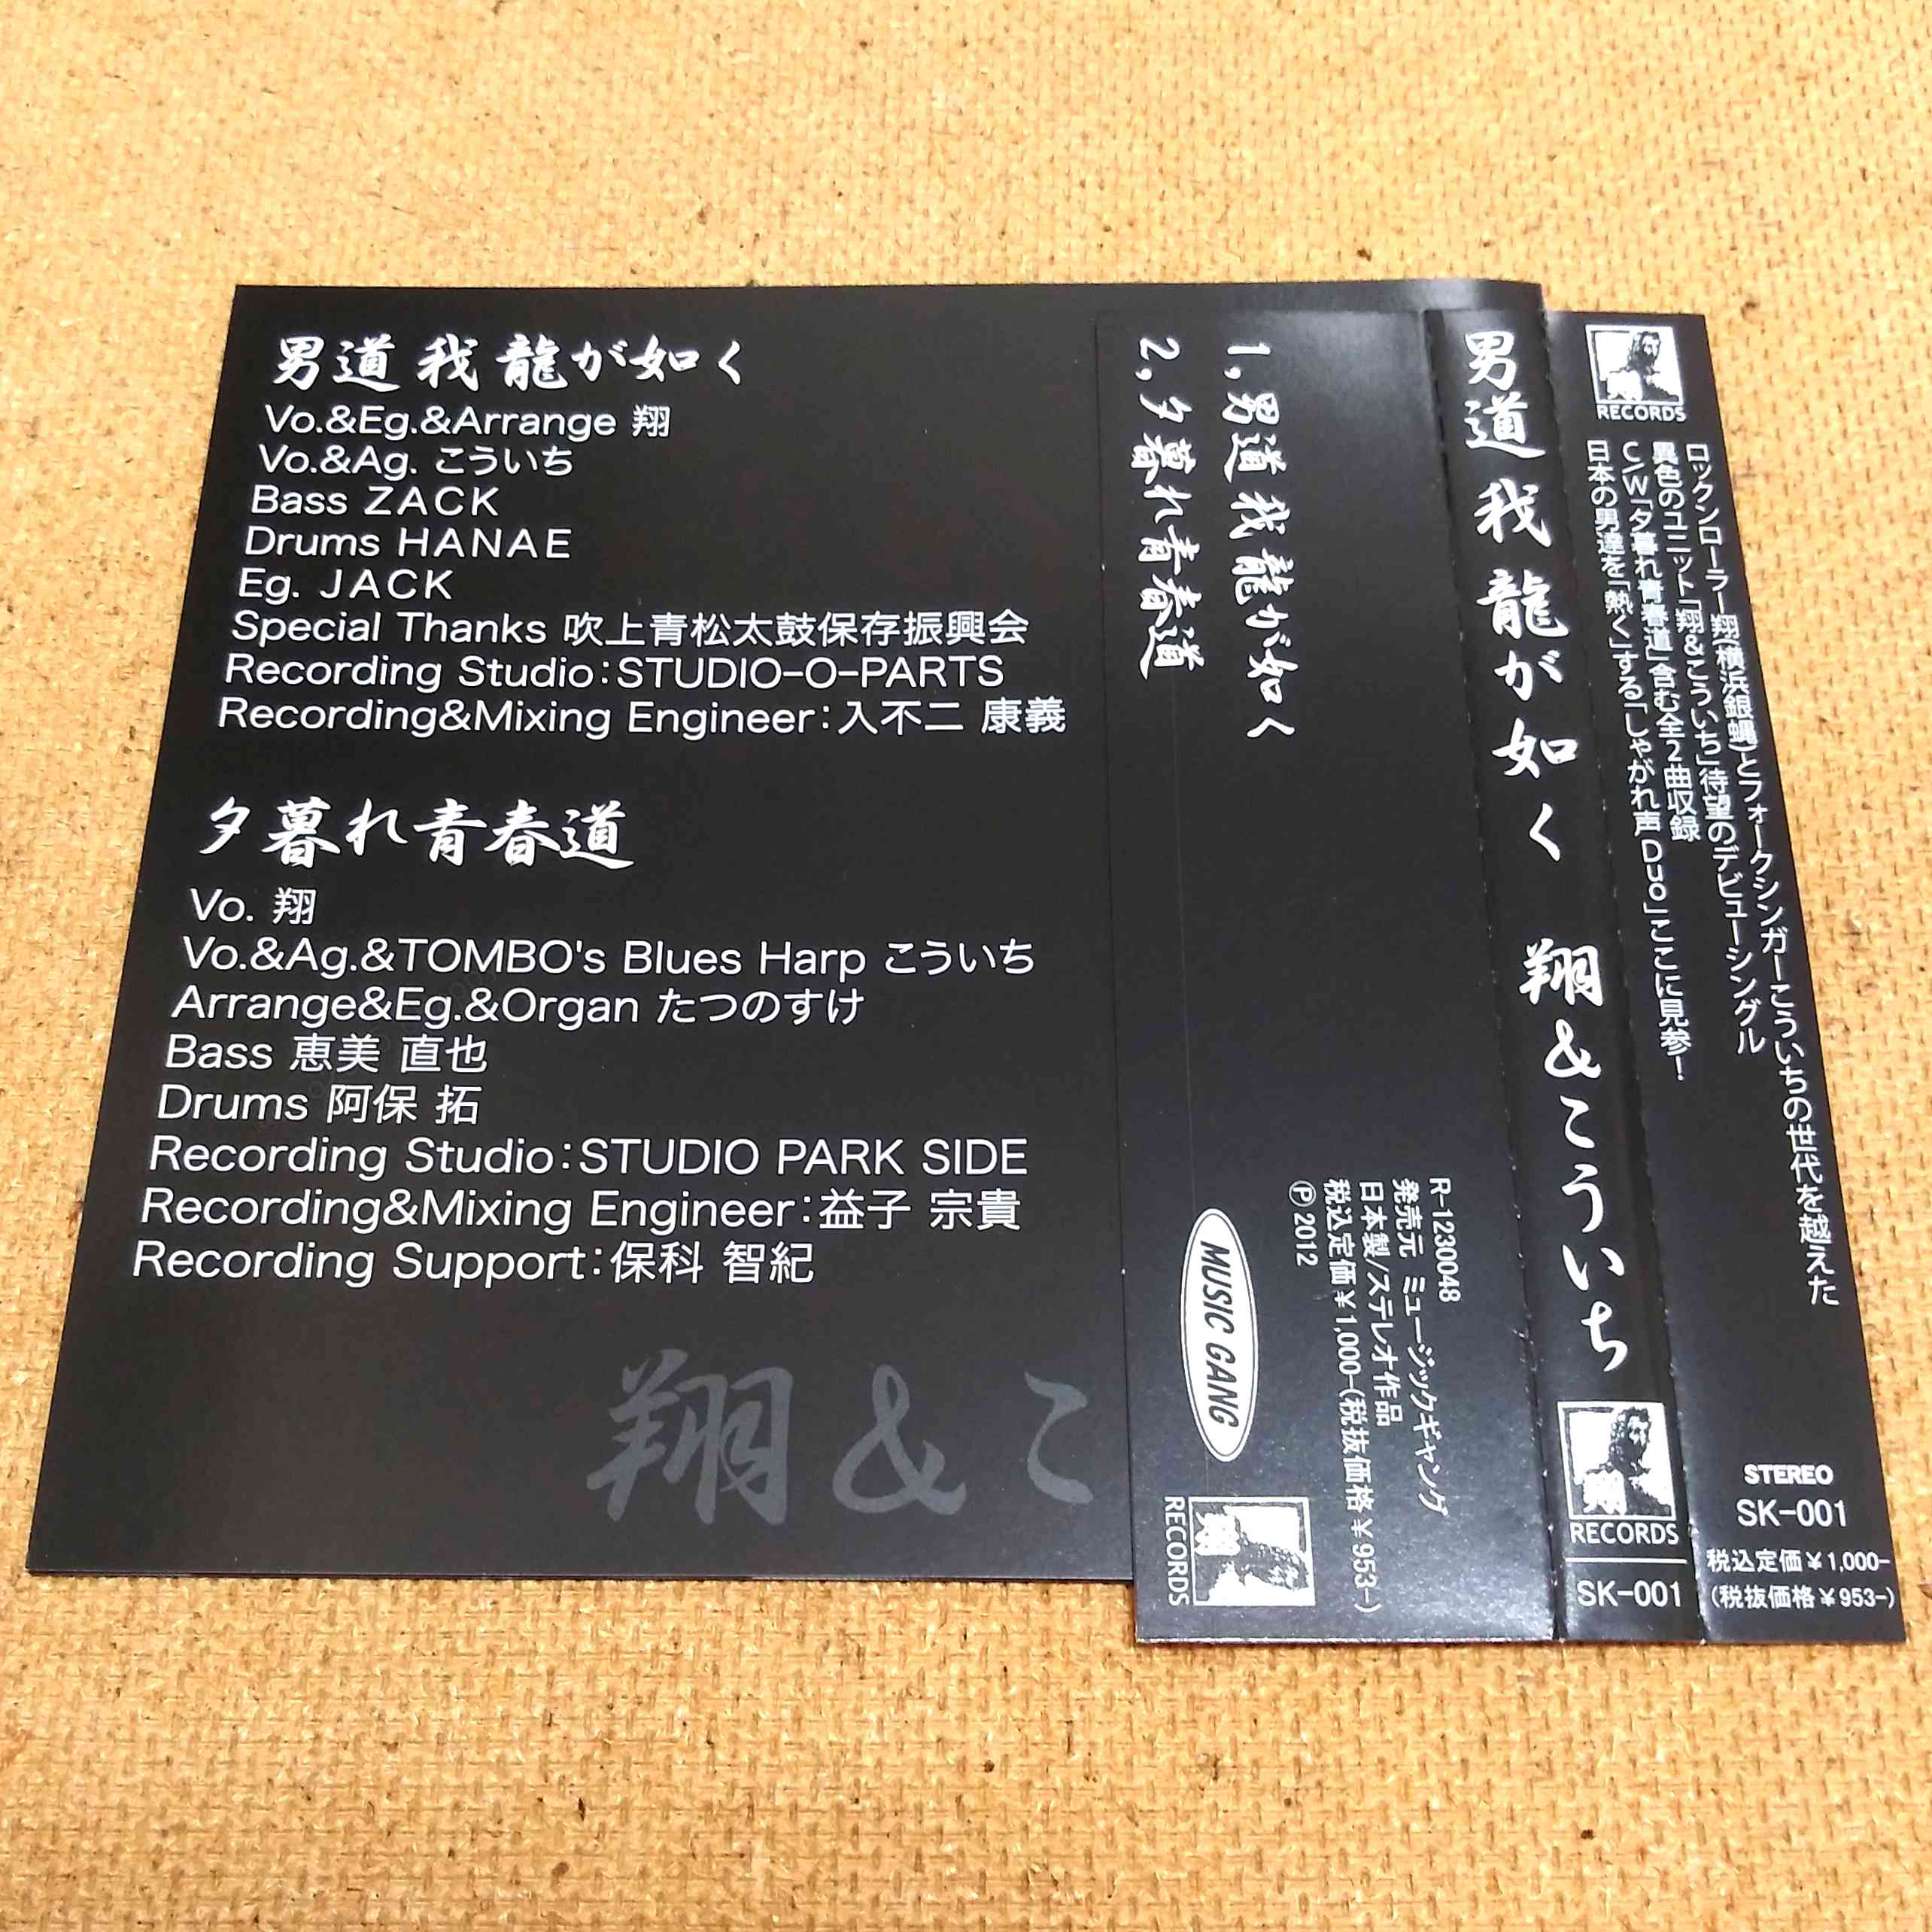 男道 我 龍が如く
Vo.&Eg.&Arrange 翔
Vo.&Ag. こういち
Bass ZACK
Drums HANAE
Eg. JACK
Special Thanks 吹上青松太鼓保存振興会
Recording Studio:STUDIO-O-PARTS
Recording&Mixing Engineer:入不二 康義
夕暮れ青春道
Vo. 翔
Vo.&Ag.&TOMBO's Blues Harp こういち
Arrange&Eg.&Organ たつのすけ
Bass 恵美 直也
Drums 阿保 拓
Recording Studio:STUDIO PARK SIDE
Recording&Mixing Engineer:益子 宗貴
Recording Support:保科 智紀
翔&こ
1,男道 我 龍が如く
2,夕暮れ青春道
R-1230048
発売元 ミュージックギャング
日本製/ステレオ作品
税込定価¥1,000-(税抜価格¥953-)
Ⓟ2012
MUSIC GANG
翔
RECORDS
男道 我 龍が如く 翔&こういち
翔
RECORDS
SK-001
翔
RECORDS
ロックンローラー翔(横浜銀蝿)とフォークシンガーこういちの世代を越えた
異色のユニット「翔&こういち」待望のデビューシングル
C/W「夕暮れ青春道」含む全2曲収録
日本の男達を「熱く」する「しゃがれ声Duo」ここに見参!
STEREO
SK-001
税込定価¥1,000-
(税抜価格¥953-)